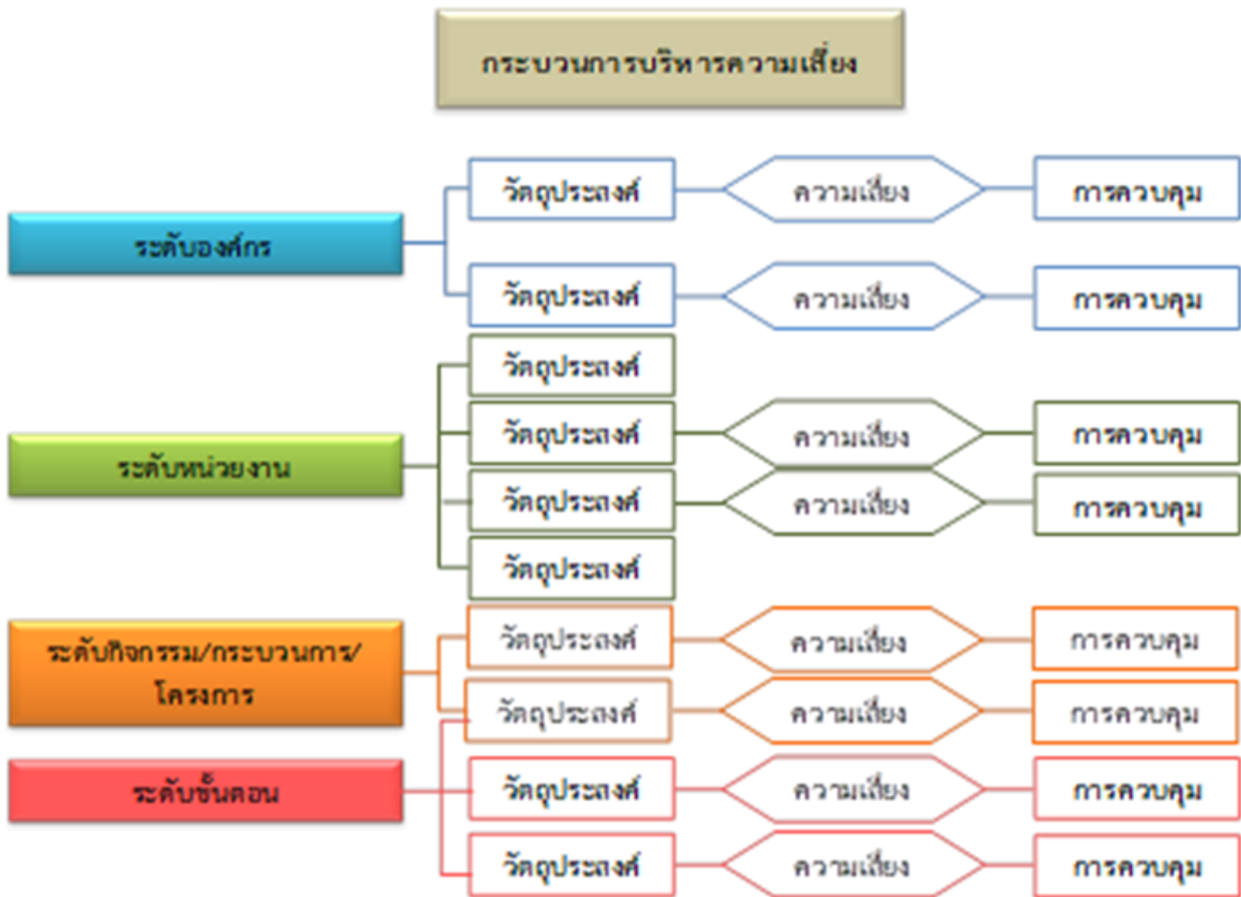 กระบวนการบริหารความเสี่ยง
ระดับองค์กร
วัตถุประสงค์ ความเสี่ยง การควบคุม
วัตถุประสงค์ ความเสี่ยง การควบคุม
ระดับหน่วยงาน
วัตถุประสงค์
วัตถุประสงค์ ความเสี่ยง การควบคุม
วัตถุประสงค์ ความเสี่ยง การควบคุม
วัตถุประสงค์
ระดับกิจกรรม/กระบวนการ/
โครงการ
วัตถุประสงค์ ความเสี่ยง การควบคุม
วัตถุประสงค์ ความเสี่ยง การควบคุม
ระดับขั้นตอน
วัตถุประสงค์ ความเสี่ยง การควบคุม
วัตถุประสงค์ ความเสี่ยง การควบคุม